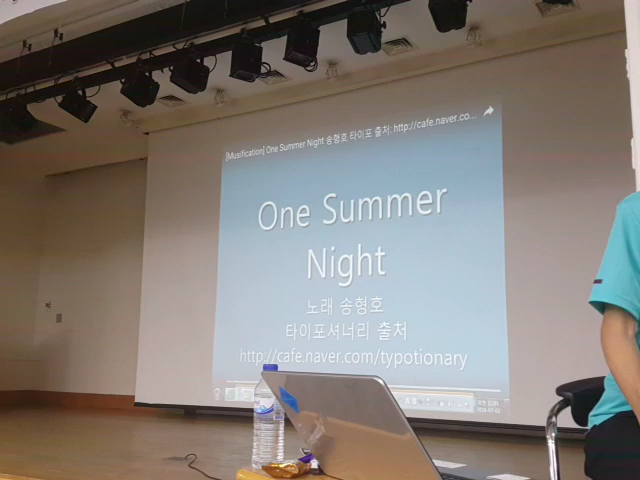 [Musification] One Summer Night 송형호 타이포 출처: http://cafe.naver.co...
One Summer
Night
노래 송형호
타이포셔너리 출처
http://cafe.naver.com/typotionary